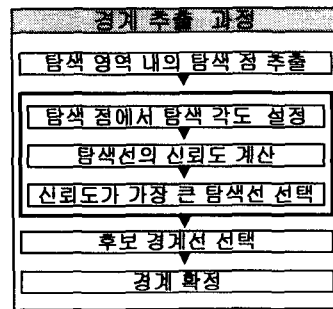 경계 추출 과정
탐색 영역 내의 탐색 점 추출
탐색 점에서 탐색 각도 설정
탐색선의 신뢰도 계산
신뢰도가 가장 큰 탐색선 선택
후보 경계선 선택
경계 확정